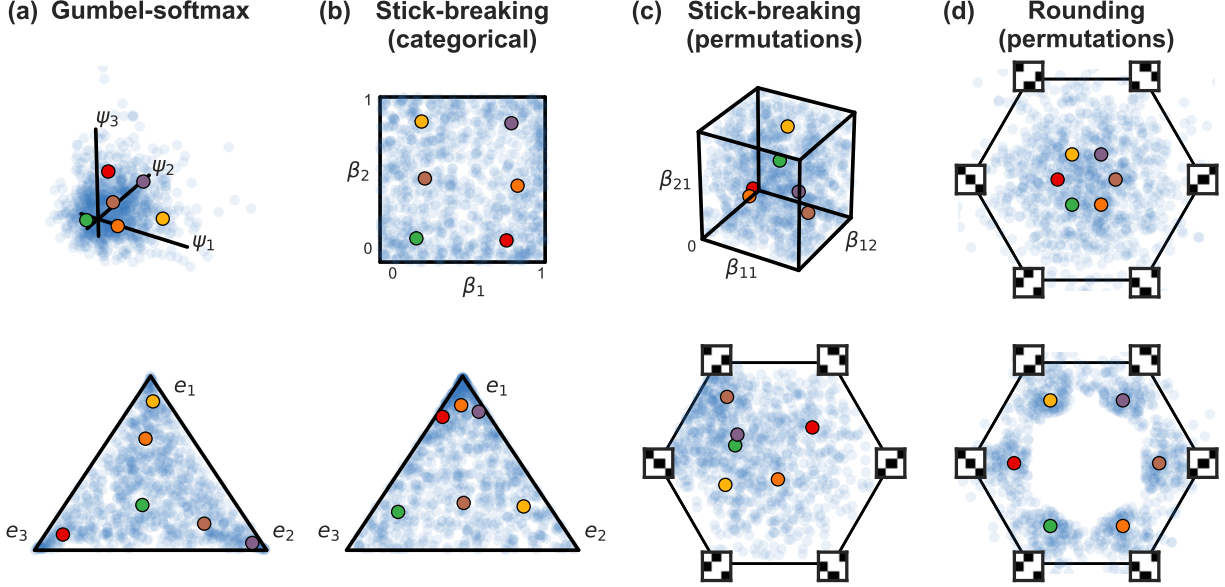 (a) Gumbel-softmax
(b) Stick-breaking
(categorical)
(c) Stick-breaking
(permutations)
(d) Rounding
(permutations)
ψ3
ψ2
ψ1
1
β2
0
0
1
β1
β21
0
β11
β12
e1
e3
e2
e1
e3
e2